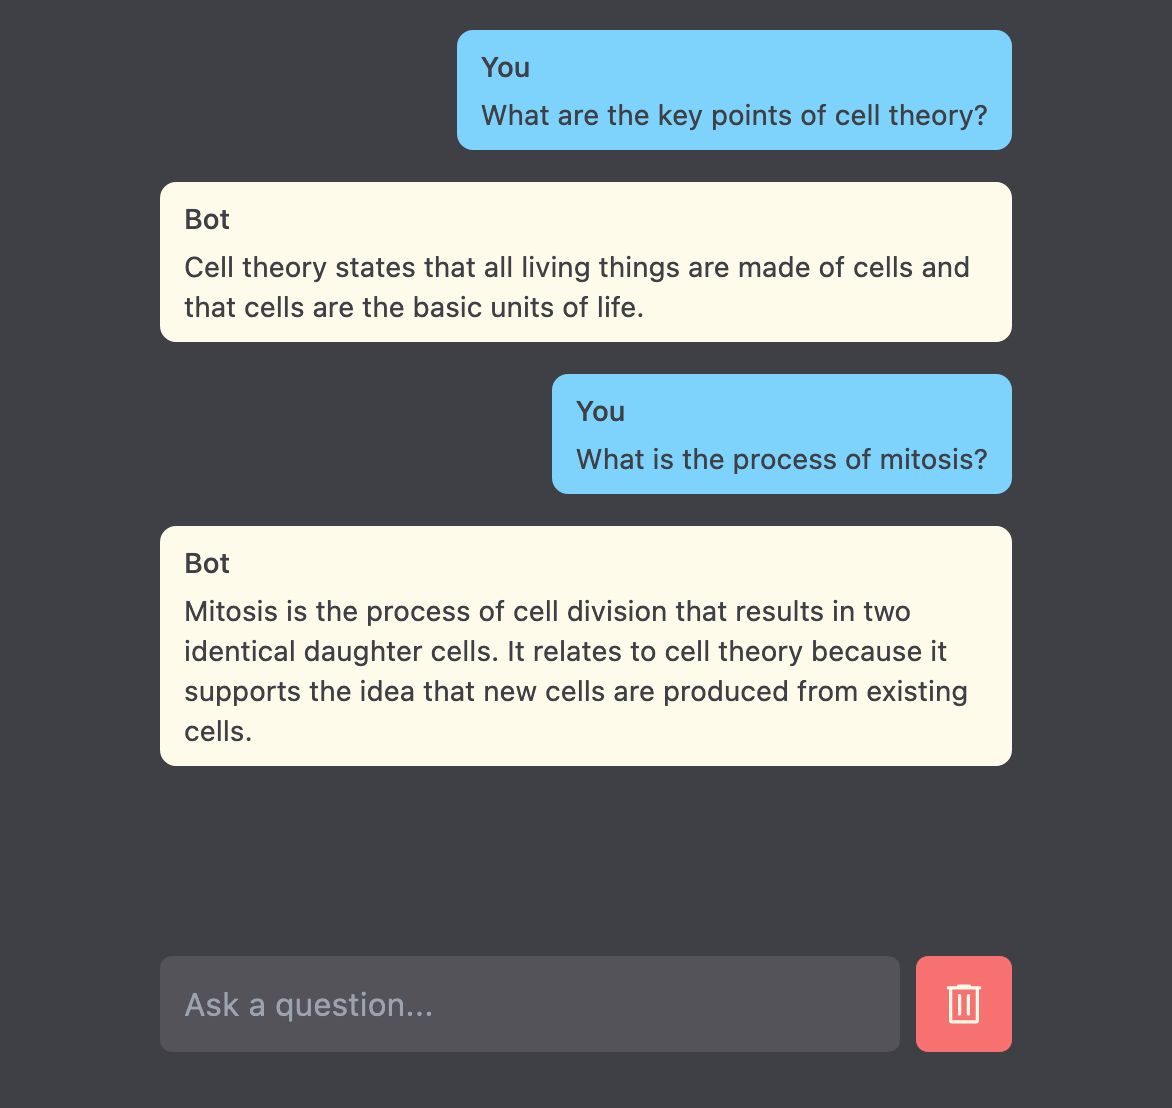 You
What are the key points of cell theory?
Bot
Cell theory states that all living things are made of cells and
that cells are the basic units of life.
You
What is the process of mitosis?
Bot
Mitosis is the process of cell division that results in two
identical daughter cells. It relates to cell theory because it
supports the idea that new cells are produced from existing
cells.
Ask a question...